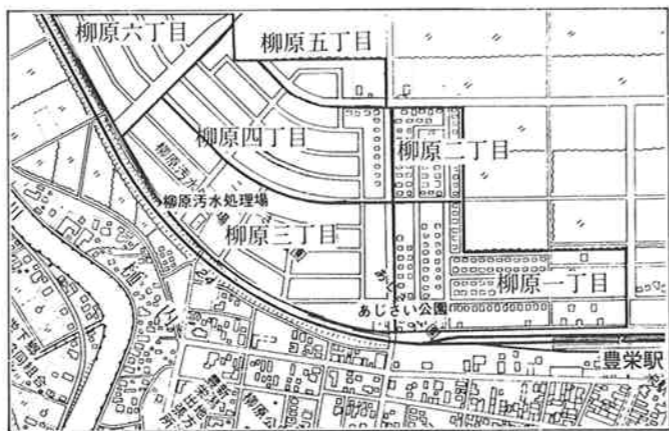 柳原六丁目
柳原五丁目
柳原四丁目
柳原二丁目
柳原汚水処理場
柳原三丁目
24
柳原一丁目
あじさい公園
豊栄駅